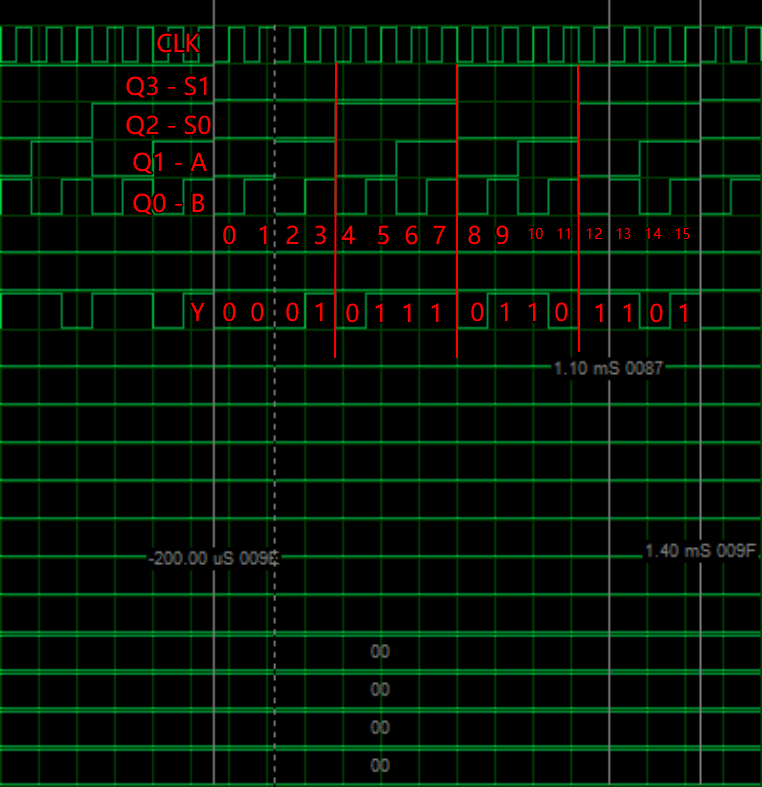 CLK
Q3 - S1
Q2 - S0
Q1 - A
Q0 - B
0 1 2 3 4 5 6 7 8 9 10 11 12 13 14 15
Y 0 0 0 1 0 1 1 1 0 1 1 0 1 1 0 1
1.10 mS 0087
1.40 mS 009F
-200.00 uS 009E
00
00
00
00